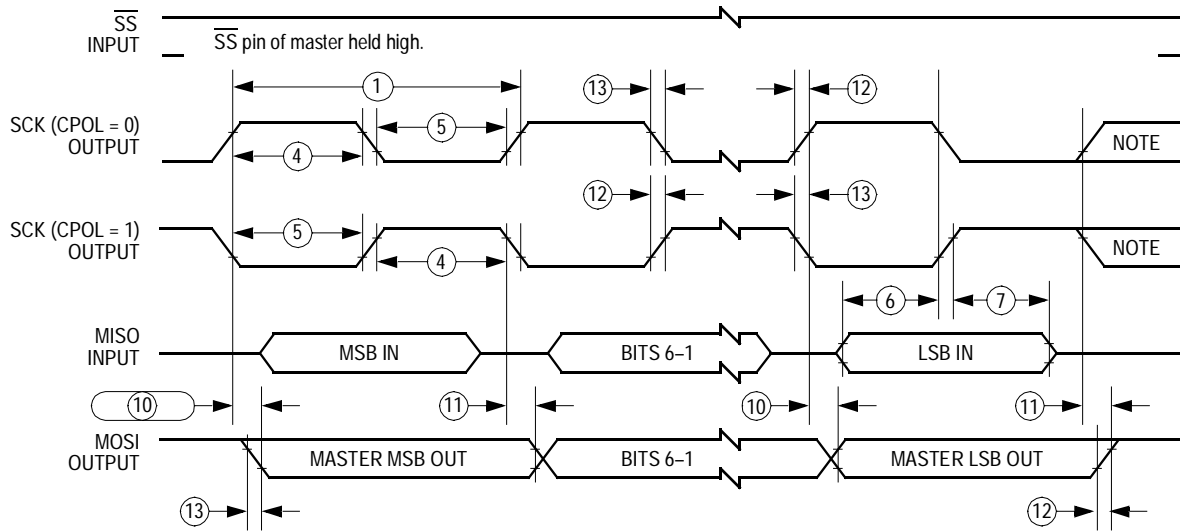 SS
INPUT
SS pin of master held high.
1
13
12
SCK (CPOL = 0)
OUTPUT
5
4
NOTE
12
13
SCK (CPOL = 1)
OUTPUT
5
4
NOTE
6
7
MISO
INPUT
MSB IN
BITS 6–1
LSB IN
10
11
10
11
MOSI
OUTPUT
MASTER MSB OUT
BITS 6–1
MASTER LSB OUT
13
12